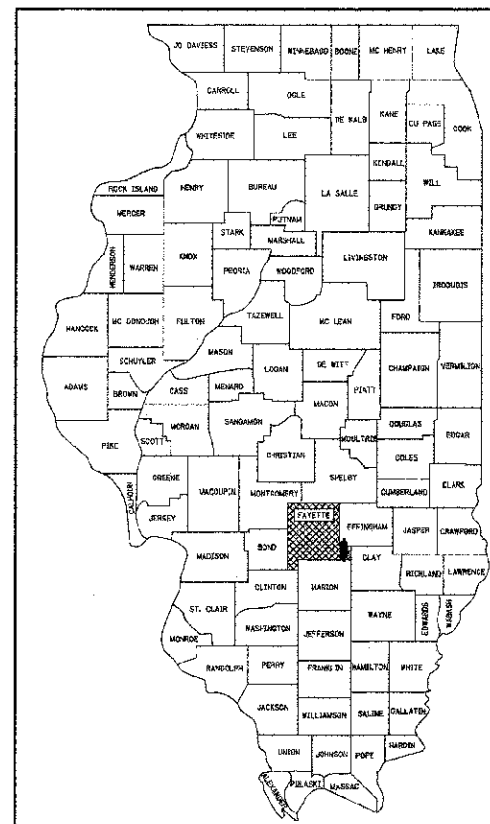 JO DAVIESS STEVENSON WINNEBAGO BOONE MC HENRY LAKE
CARROLL OGLE
DE KALB KANE CU PAGE COOK
WHITESIDE LEE
KENDALL WILL
ROCK ISLAND HENRY BUREAU LA SALLE GRUNDY
MERCER PUTNAM KANKAKEE
STARK MARSHALL
HENDERSON WARREN KNOX PEORIA WOODFORD LIVINGSTON IROQUOIS
FORD
HANCOCK MC DONOUGH FULTON TAZEWELL MC LEAN
SCHUYLER MASON DE WITT CHAMPAIGN VERMILION
ADAMS LOGAN PIATT
BROWN CASS MENARD MACON
PIKE SCOTT MORGAN SANGAMON MOULTRIE DOUGLAS EDGAR
CHRISTIAN COLES
GREENE SHELBY
CALHOUN MACOUPIN MONTGOMERY CUMBERLAND CLARK
JERSEY FAYETTE EFFINGHAM JASPER CRAWFORD
MADISON BOND CLAY
RICHLAND LAWRENCE
CLINTON MARION
ST. CLAIR WAYNE EDWARDS WABASH
MONROE WASHINGTON JEFFERSON
RANDOLPH PERRY FRANKLIN HAMILTON WHITE
JACKSON WILLIAMSON SALINE GALLATIN
HARDIN
UNION JOHNSON POPE
ALEXANDER PULASKI MASSAC